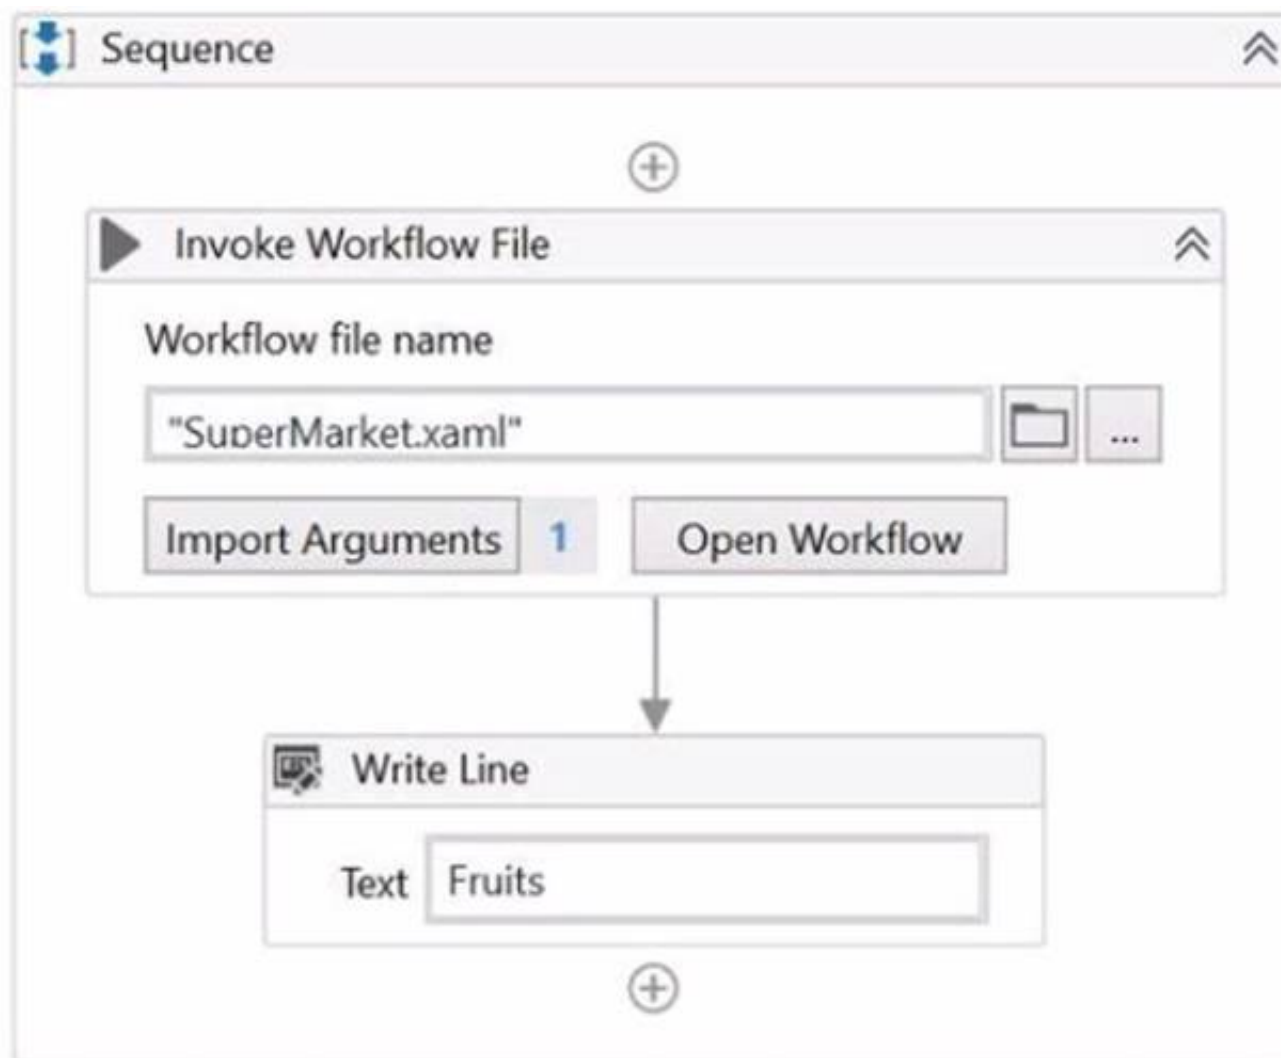 Sequence
Invoke Workflow File
Workflow file name
"SuperMarket.xaml"
...
Import Arguments 1 Open Workflow
Write Line
Text Fruits